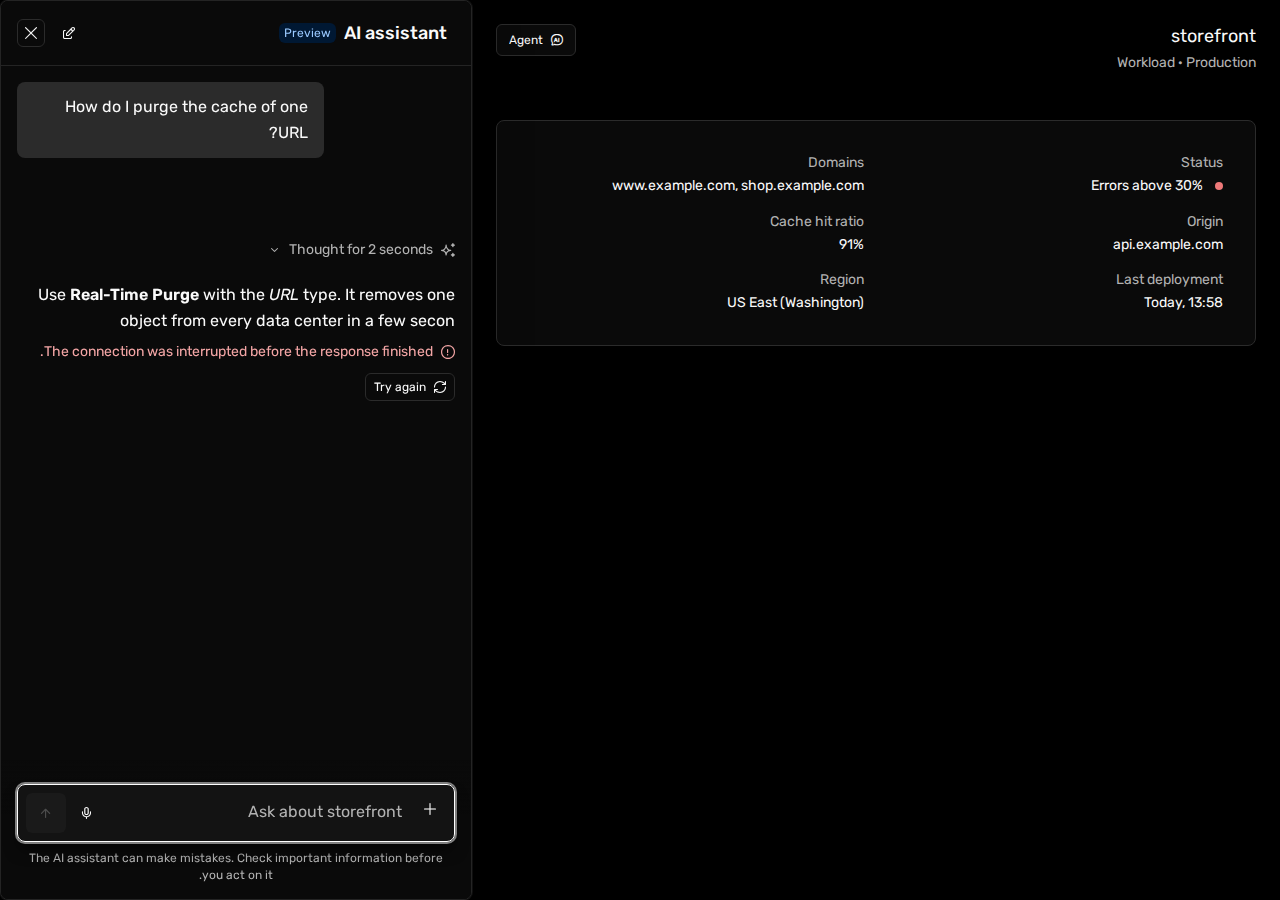 AI assistant
Preview
How do I purge the cache of one
URL?
Thought for 2 seconds
Use Real-Time Purge with the URL type. It removes one
object from every data center in a few secon
The connection was interrupted before the response finished.
Try again
Ask about storefront
The AI assistant can make mistakes. Check important information before
you act on it.
storefront
Workload • Production
Agent
Status
Errors above 30%
Domains
www.example.com, shop.example.com
Origin
api.example.com
Cache hit ratio
91%
Last deployment
Today, 13:58
Region
US East (Washington)